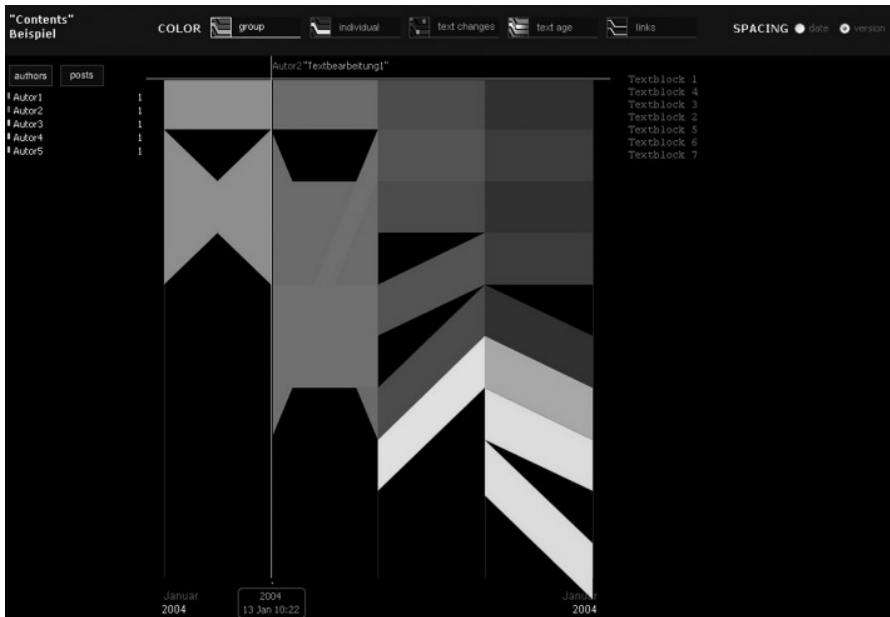 "Contents"
Beispiel
COLOR group individual text changes text age links SPACING date version
authors posts
Autor1 1
Autor2 1
Autor3 1
Autor4 1
Autor5 1
Autor2 "Textbearbeitung1"
Textblock 1
Textblock 4
Textblock 3
Textblock 2
Textblock 5
Textblock 6
Textblock 7
Januar
2004
2004
13 Jan 10:22
Januar
2004